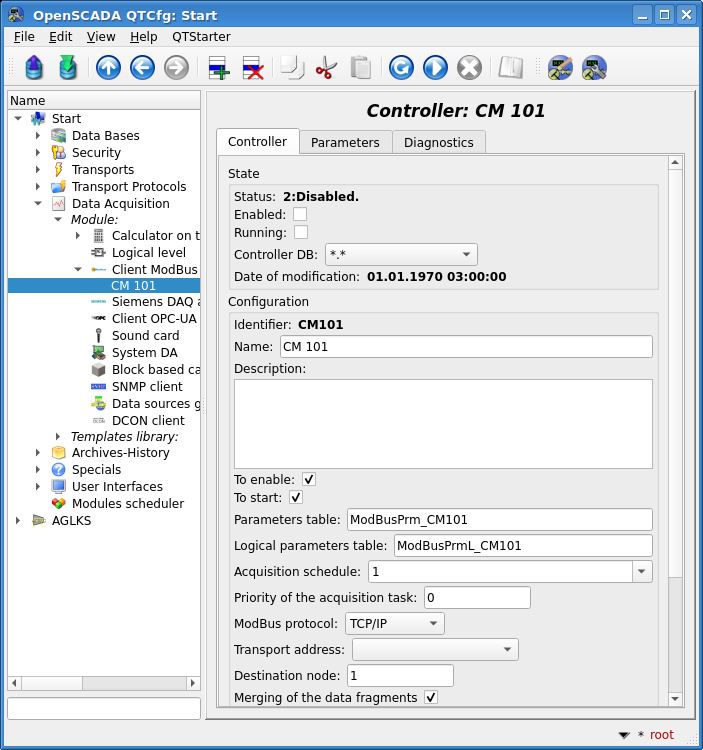 OpenSCADA QTCfg: Start
File Edit View Help QTStarter
Name
Start
Data Bases
Security
Transports
Transport Protocols
Data Acquisition
Module:
Calculator on t
Logical level
Client ModBus
CM 101
Siemens DAQ a
Client OPC-UA
Sound card
System DA
Block based ca
SNMP client
Data sources g
DCON client
Templates library:
Archives-History
Specials
User Interfaces
Modules scheduler
AGLKS
Controller: CM 101
Controller Parameters Diagnostics
State
Status: 2:Disabled.
Enabled:
Running:
Controller DB: *.*
Date of modification: 01.01.1970 03:00:00
Configuration
Identifier: CM101
Name: CM 101
Description:
To enable:
To start:
Parameters table: ModBusPrm_CM101
Logical parameters table: ModBusPrmL_CM101
Acquisition schedule: 1
Priority of the acquisition task: 0
ModBus protocol: TCP/IP
Transport address:
Destination node: 1
Merging of the data fragments
* root